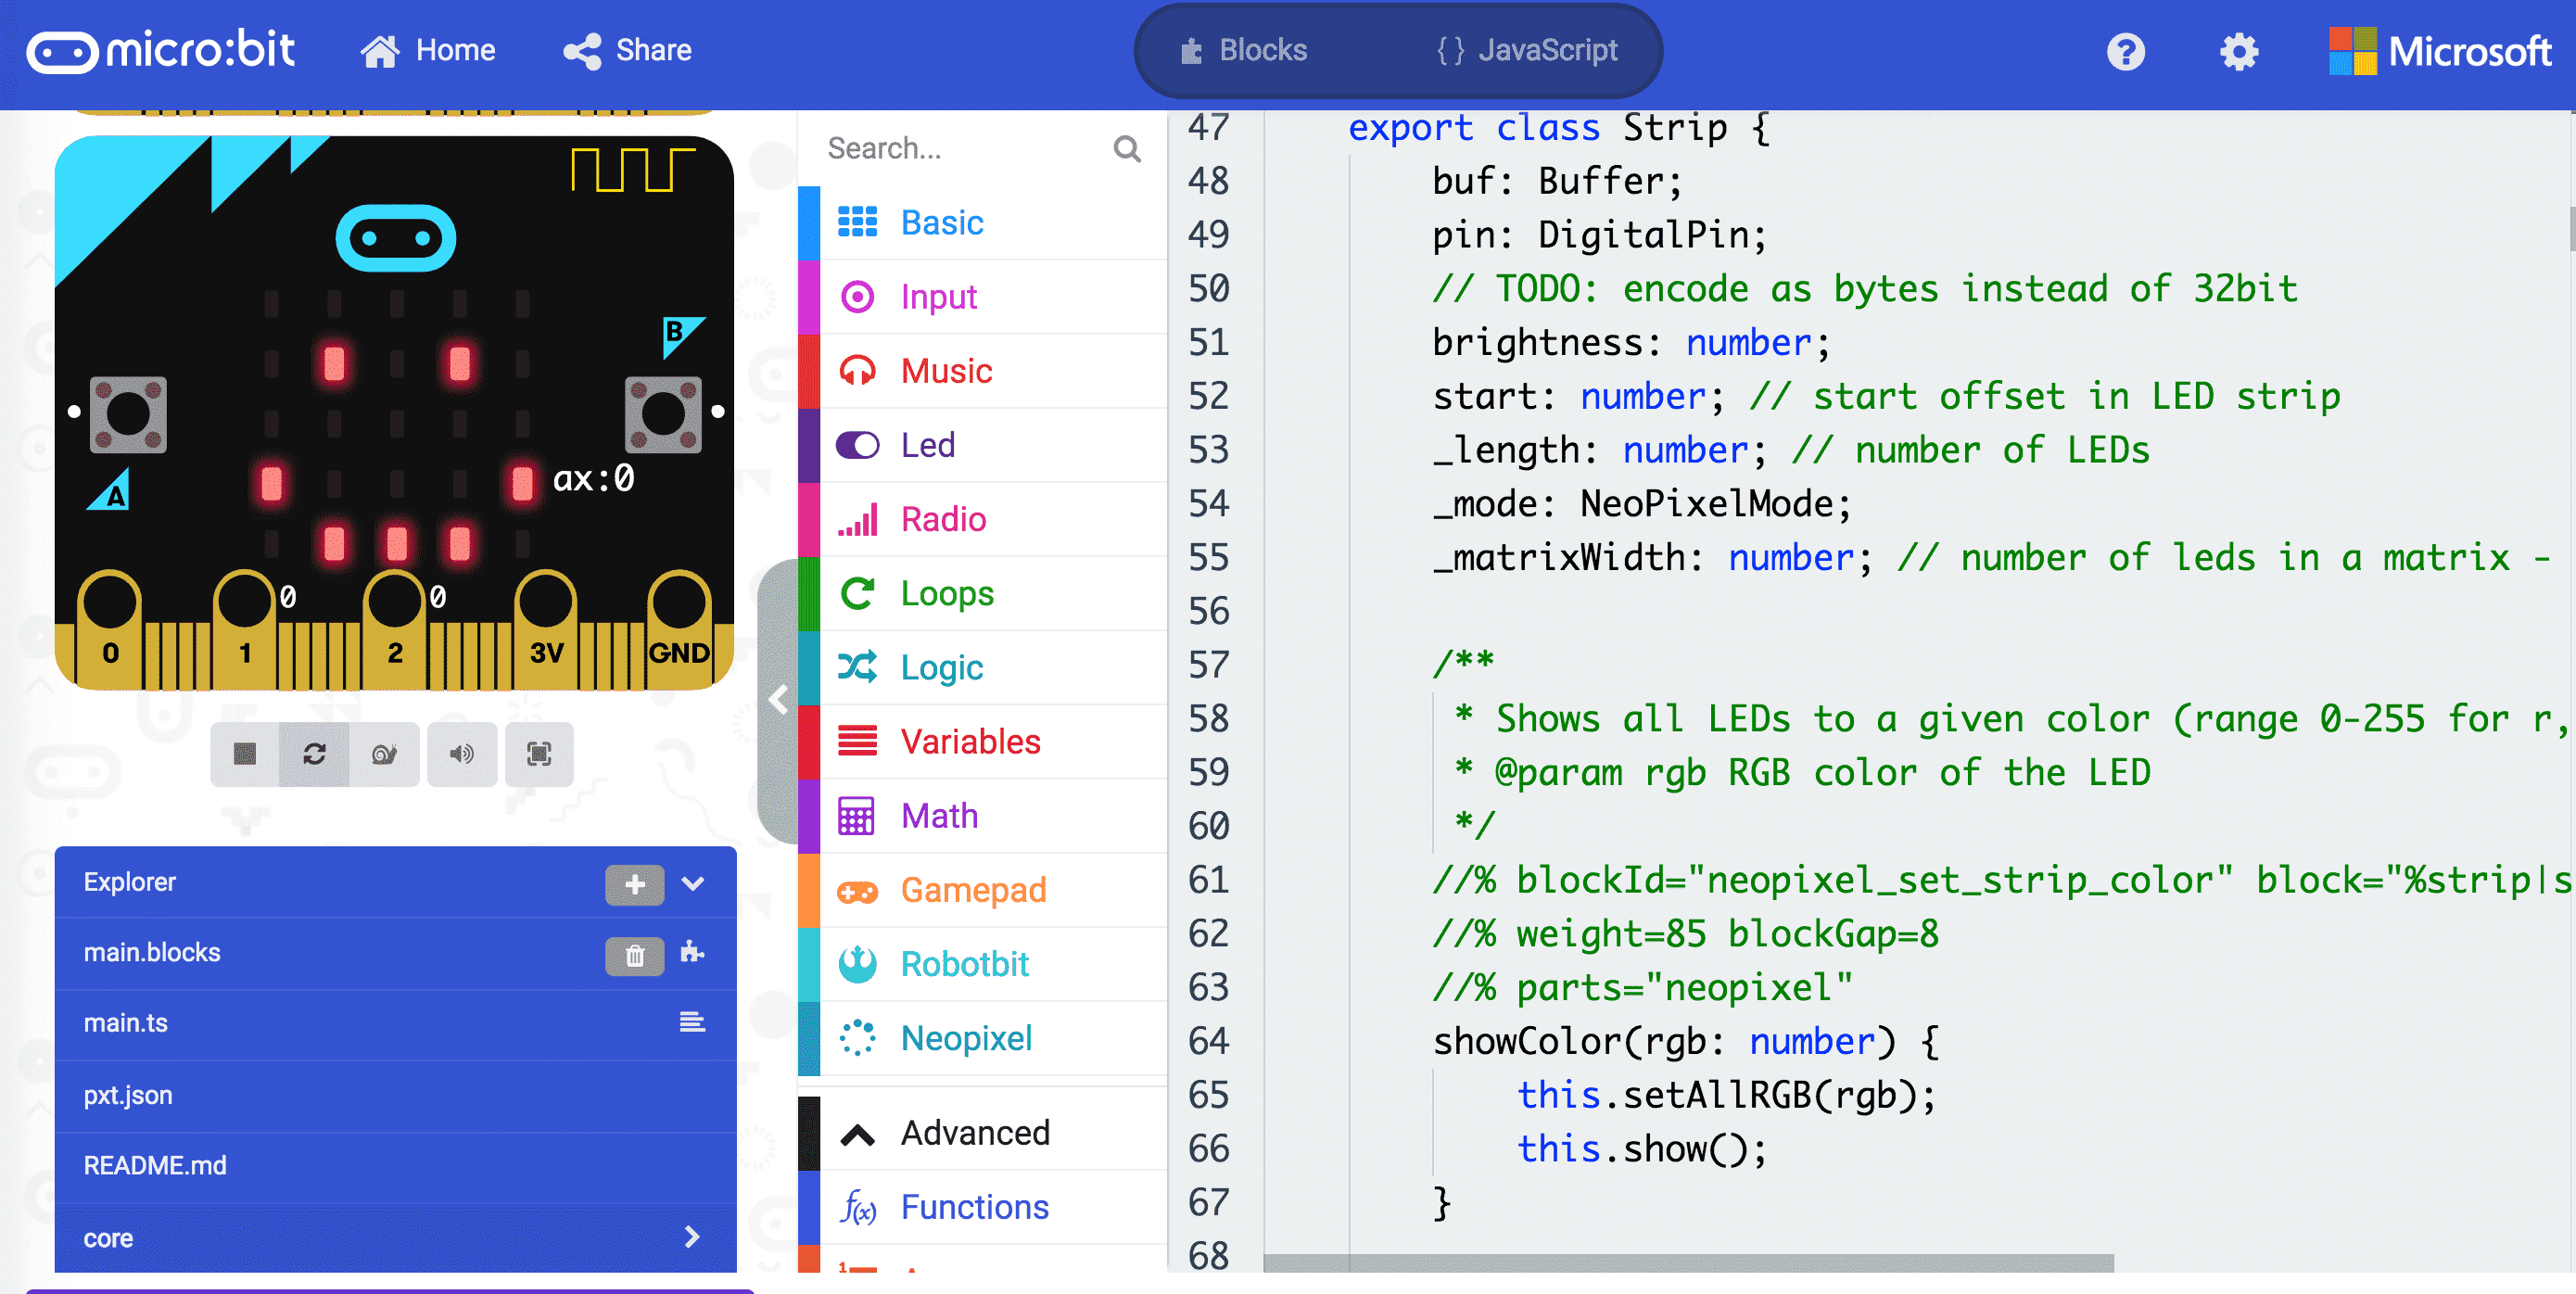 micro:bit
Home
Share
Blocks
{} JavaScript
?
Microsoft
B
A
ax:0
0
0
0
1
2
3V
GND
Explorer
main.blocks
main.ts
pxt.json
README.md
core
Search...
Basic
Input
Music
Led
Radio
Loops
Logic
Variables
Math
Gamepad
Robotbit
Neopixel
Advanced
f(x) Functions
1
47 export class Strip {
48 buf: Buffer;
49 pin: DigitalPin;
50 // TODO: encode as bytes instead of 32bit
51 brightness: number;
52 start: number; // start offset in LED strip
53 _length: number; // number of LEDs
54 _mode: NeoPixelMode;
55 _matrixWidth: number; // number of leds in a matrix -
56
57 /**
58 * Shows all LEDs to a given color (range 0-255 for r,
59 * @param rgb RGB color of the LED
60 */
61 //% blockId="neopixel_set_strip_color" block="%strip|s
62 //% weight=85 blockGap=8
63 //% parts="neopixel"
64 showColor(rgb: number) {
65 this.setAllRGB(rgb);
66 this.show();
67 }
68